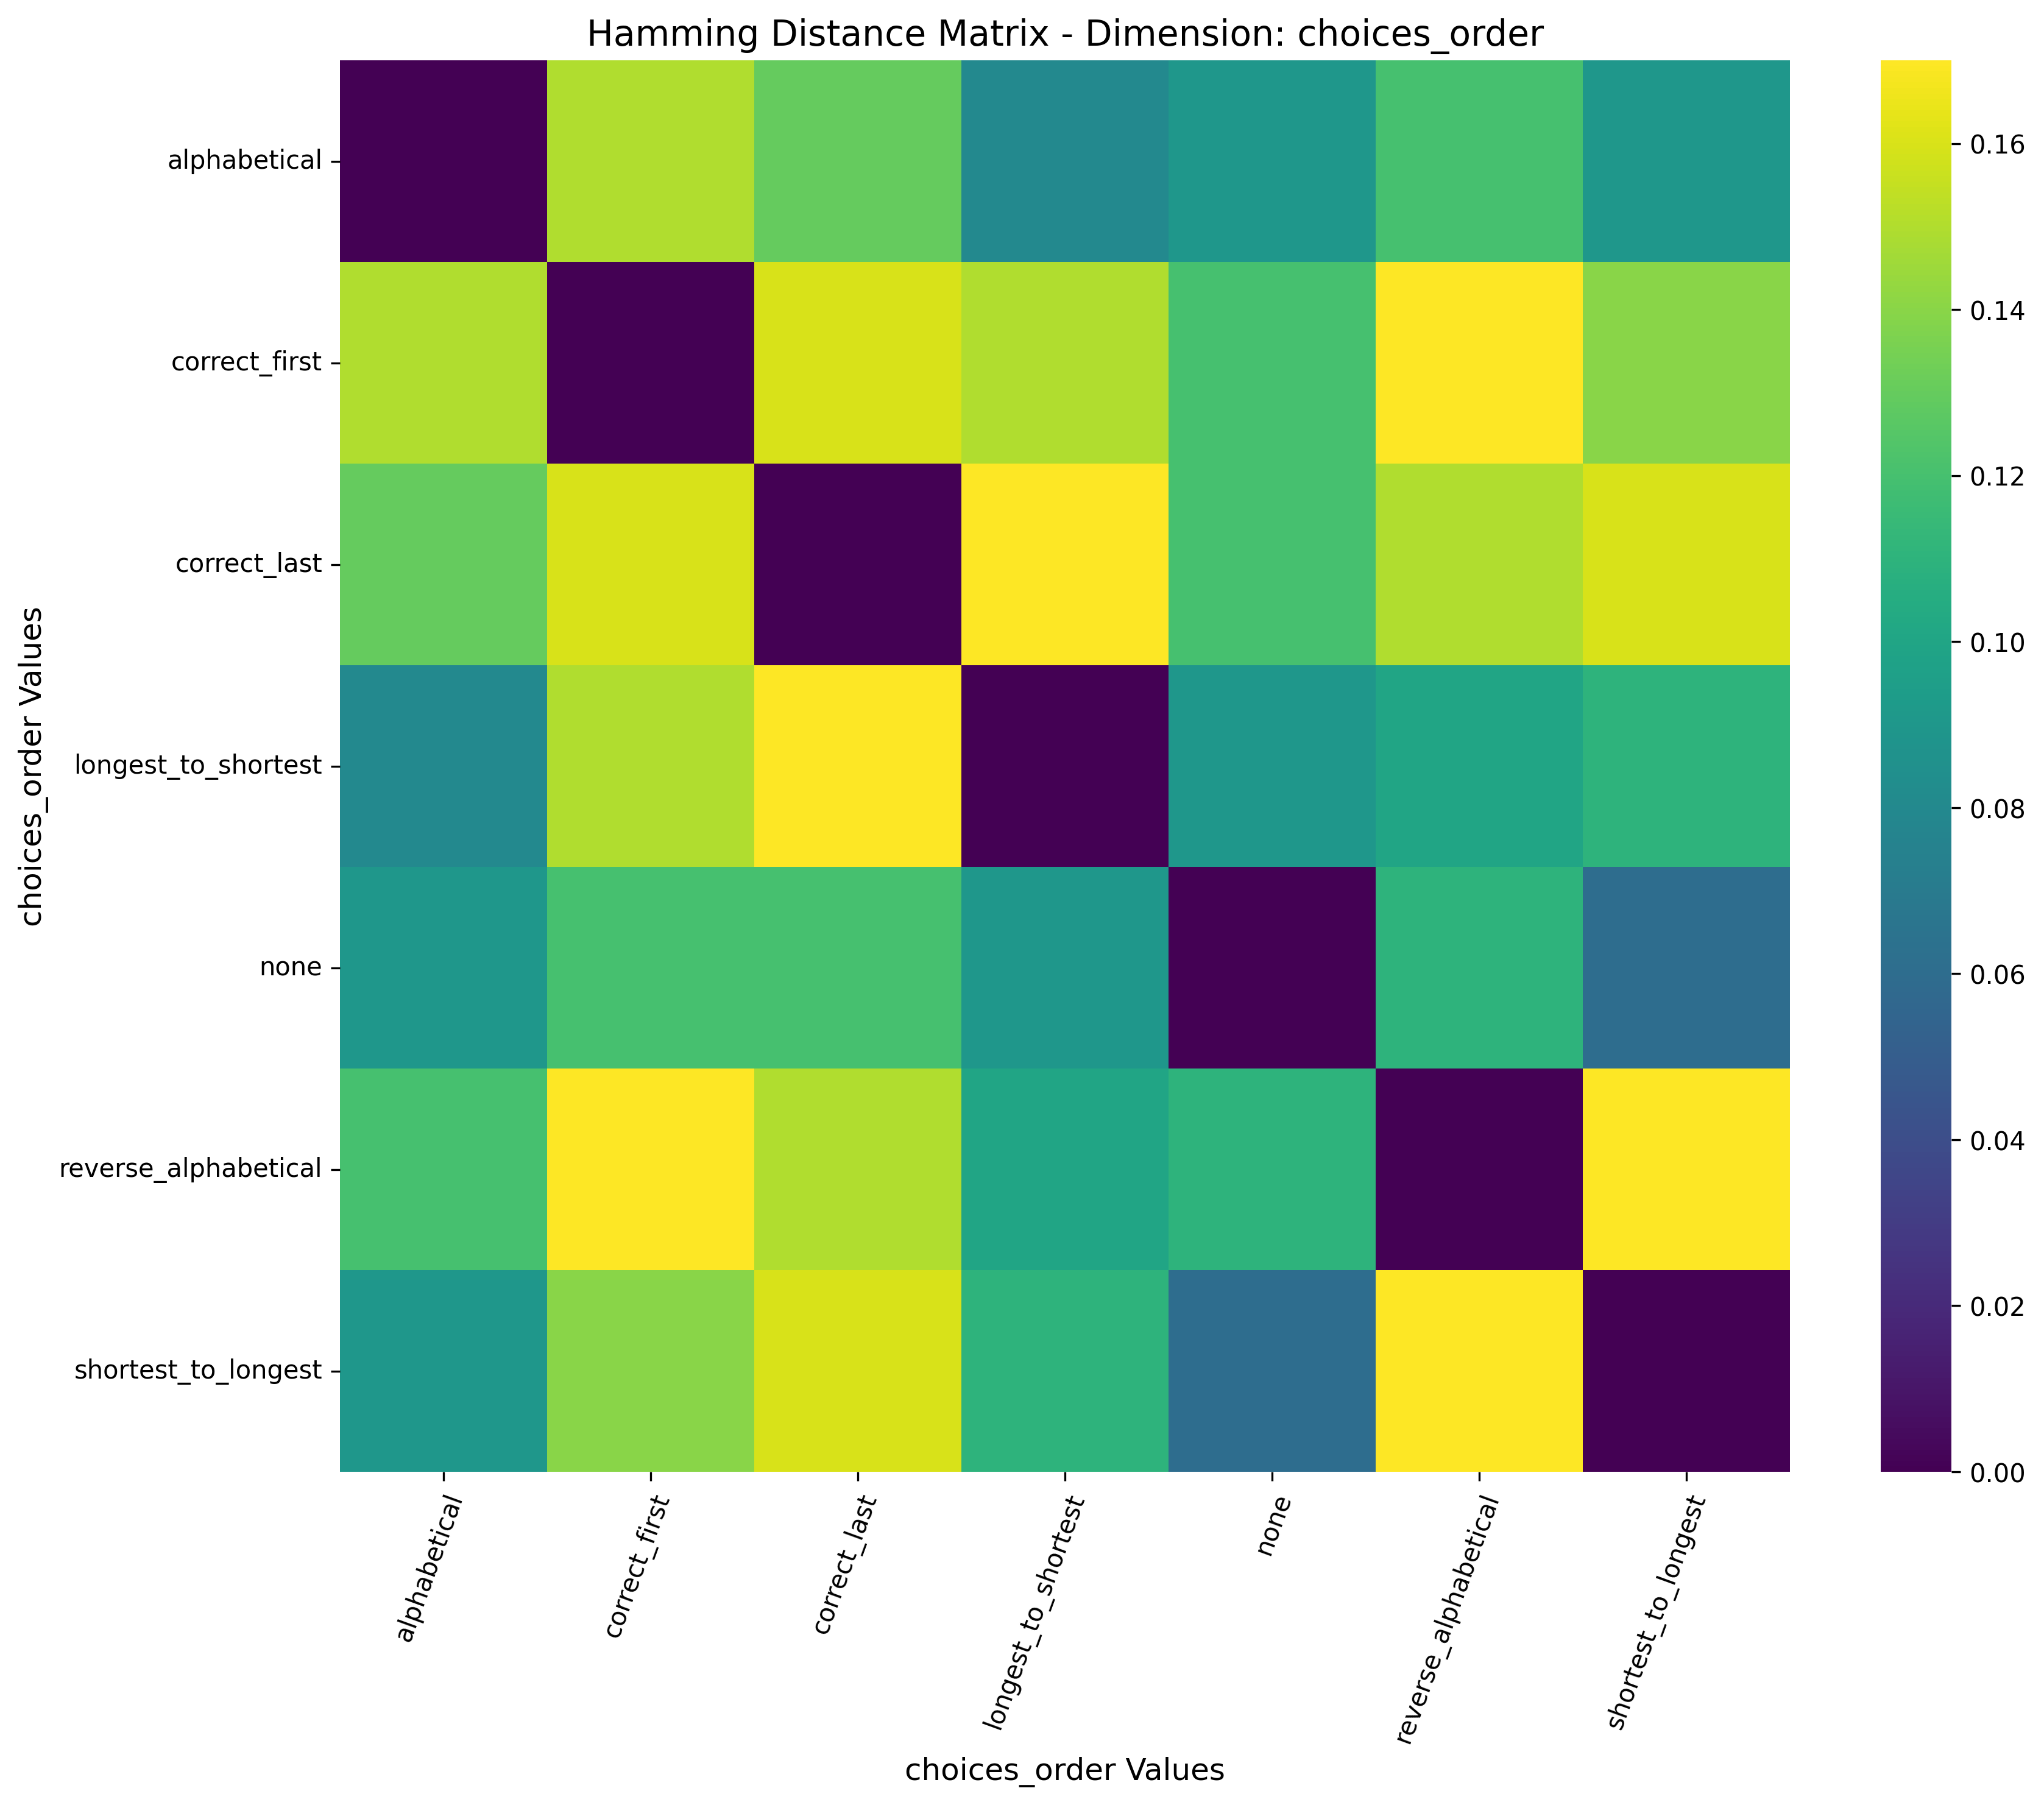 Hamming Distance Matrix - Dimension: choices_order
choices_order Values
alphabetical
correct_first
correct_last
longest_to_shortest
none
reverse_alphabetical
shortest_to_longest
alphabetical
correct_first
correct_last
longest_to_shortest
none
reverse_alphabetical
shortest_to_longest
choices_order Values
0.16
0.14
0.12
0.10
0.08
0.06
0.04
0.02
0.00